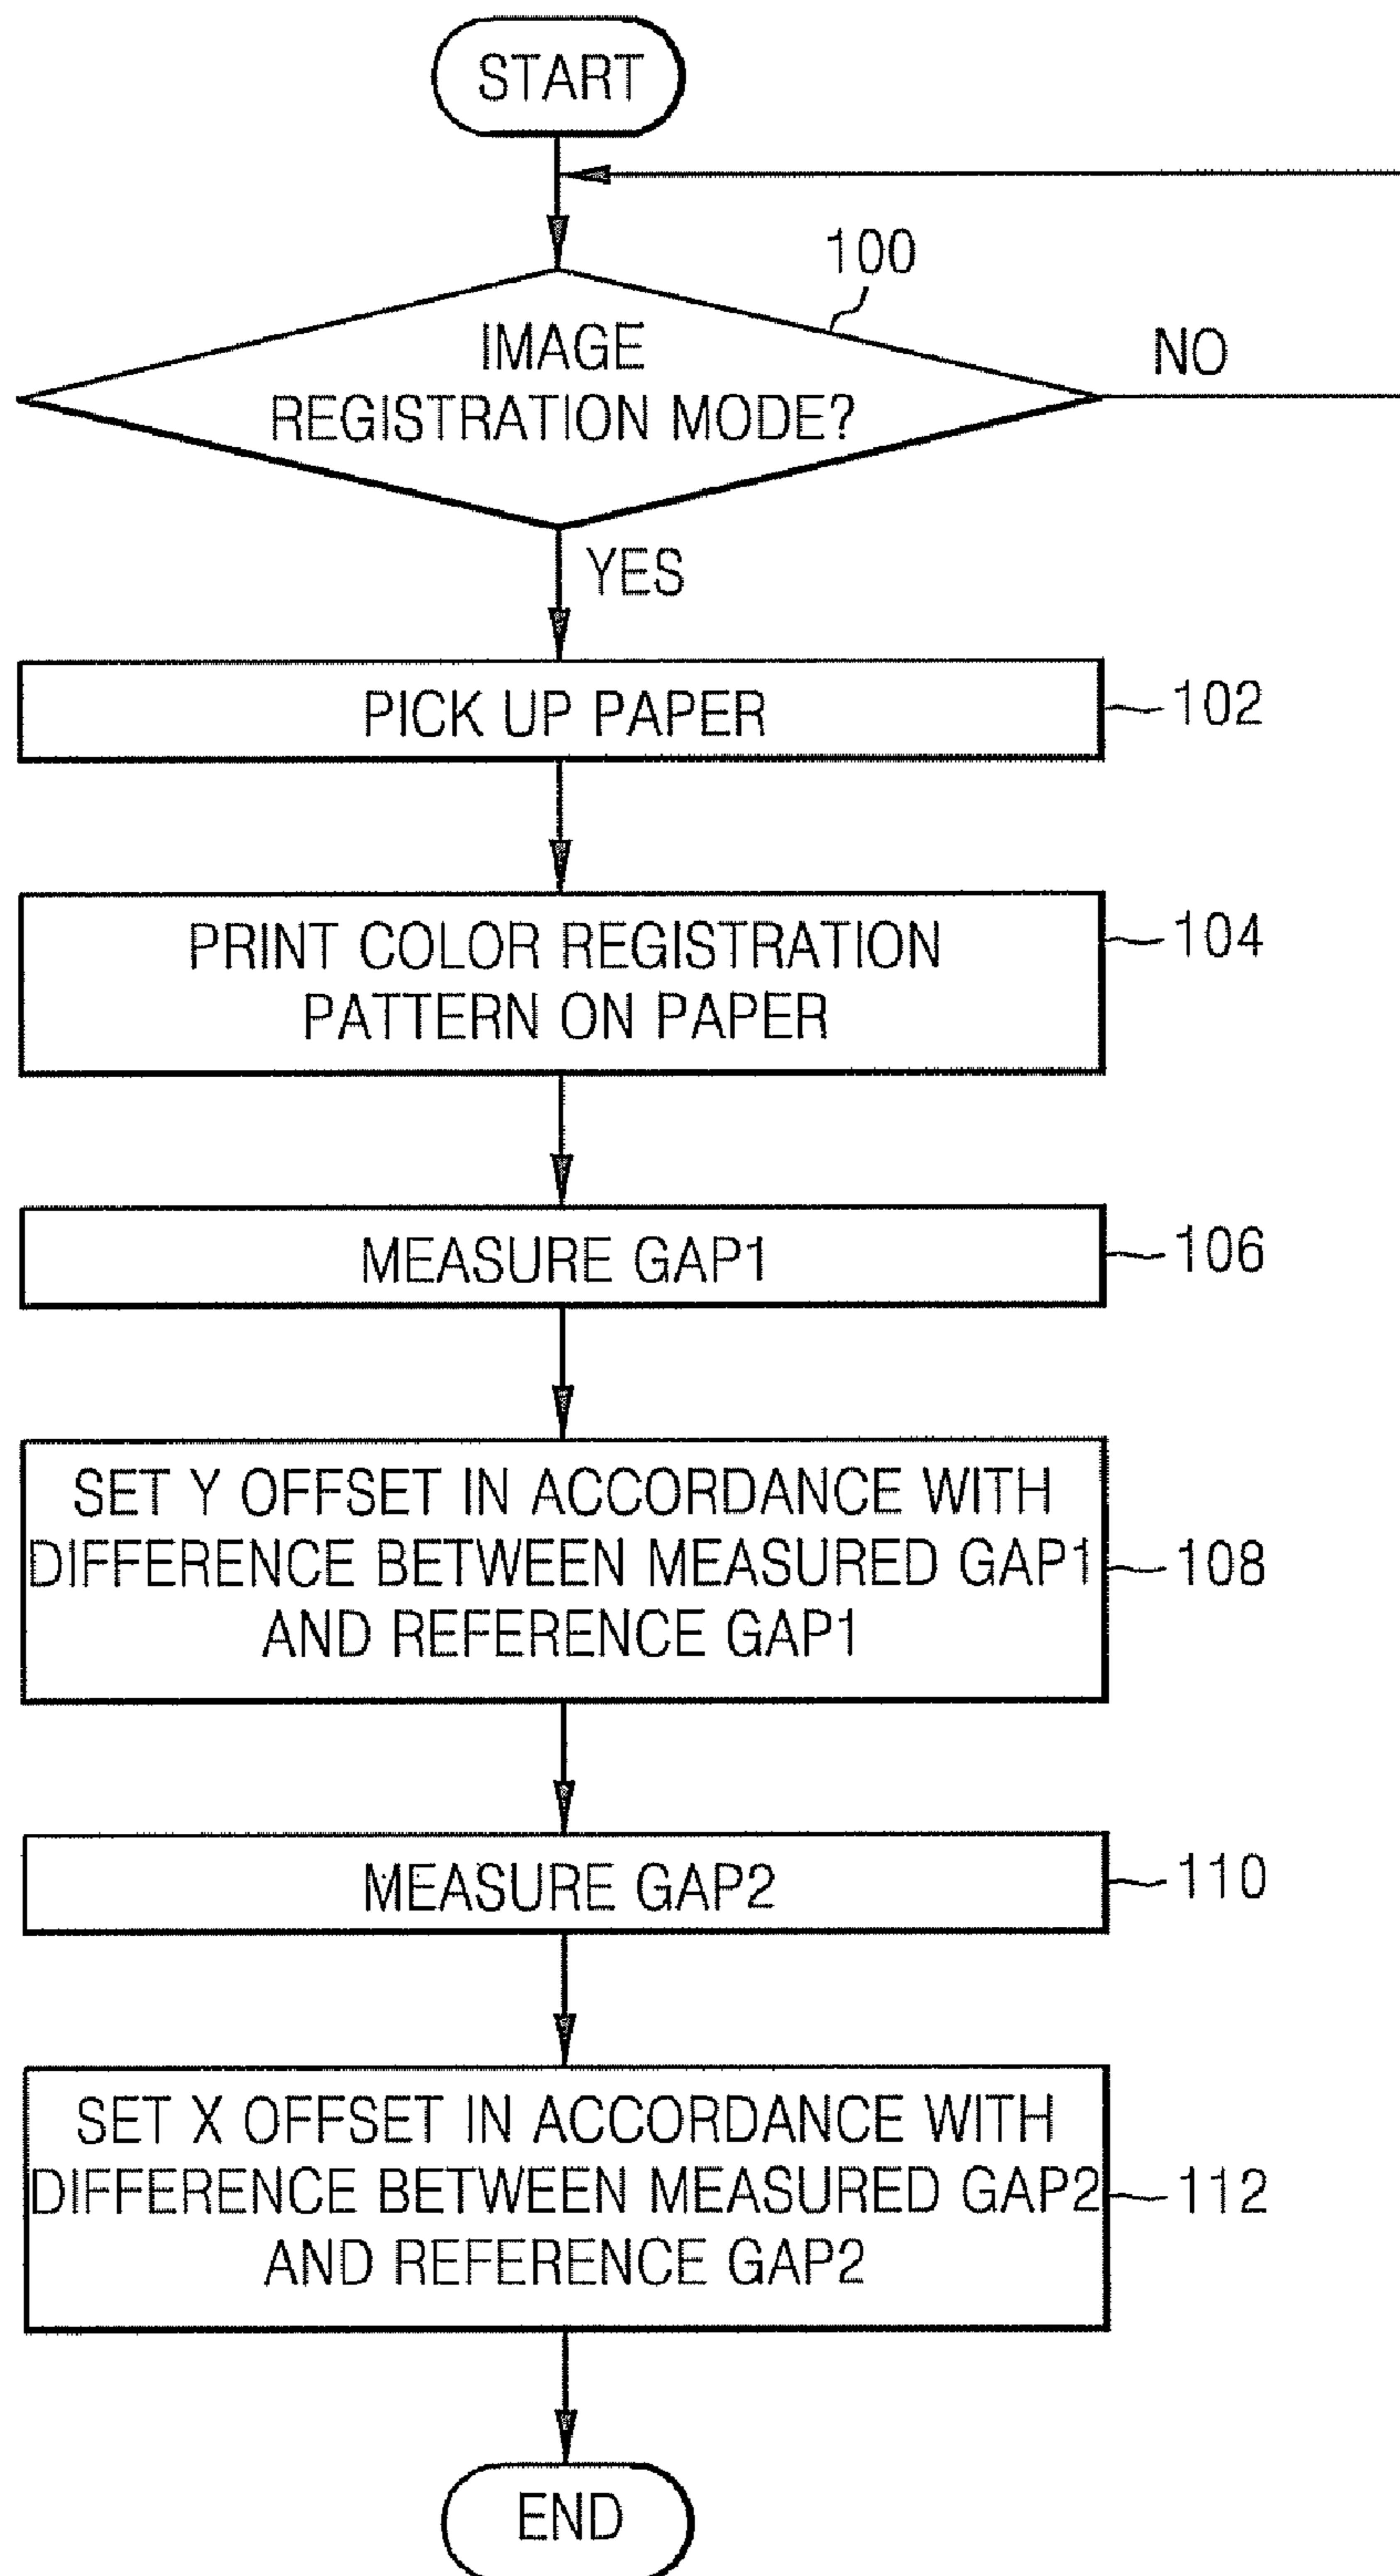 START
100
IMAGE
REGISTRATION MODE?
NO
YES
PICK UP PAPER
102
PRINT COLOR REGISTRATION
PATTERN ON PAPER
104
MEASURE GAP1
106
SET Y OFFSET IN ACCORDANCE WITH
DIFFERENCE BETWEEN MEASURED GAP1
AND REFERENCE GAP1
108
MEASURE GAP2
110
SET X OFFSET IN ACCORDANCE WITH
DIFFERENCE BETWEEN MEASURED GAP2
AND REFERENCE GAP2
112
END